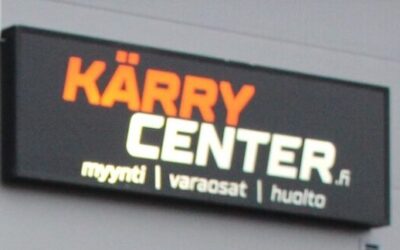 KÄRRY
CENTER.fi
myynti | varaosat | huolto